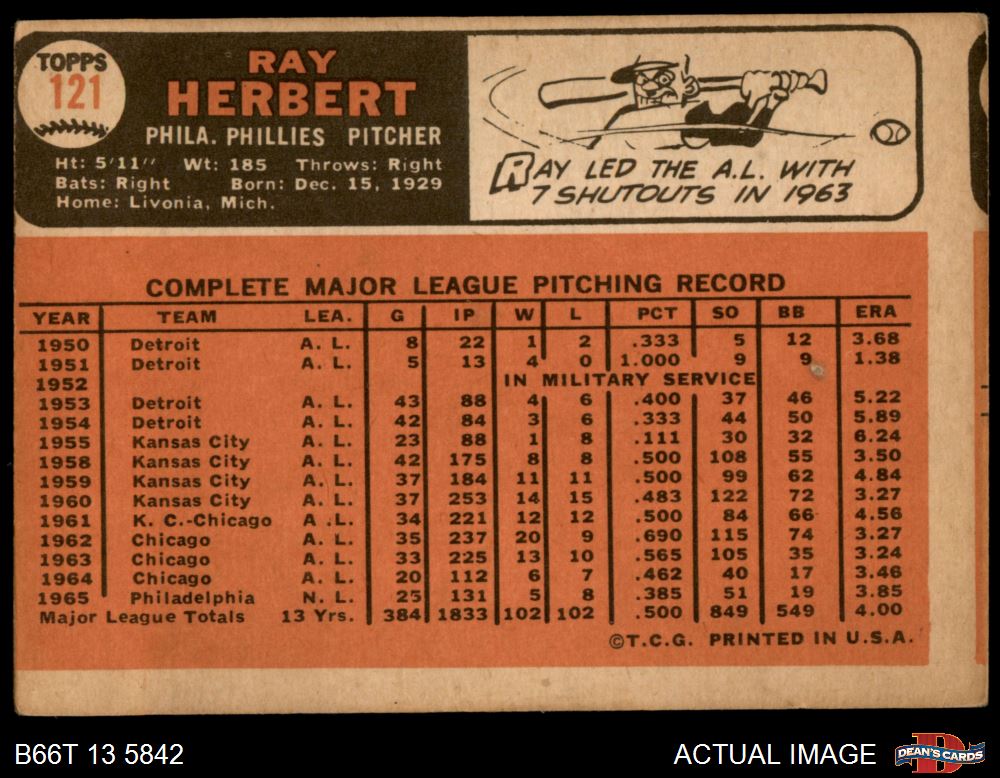 TOPPS
121
RAY
HERBERT
PHILA. PHILLIES PITCHER
Ht: 5'11" Wt: 185 Throws: Right
Bats: Right Born: Dec. 15, 1929
Home: Livonia, Mich.
RAY LED THE A.L. WITH
7 SHUTOUTS IN 1963
COMPLETE MAJOR LEAGUE PITCHING RECORD
YEAR TEAM LEA. G IP W L PCT SO BB ERA
1950 Detroit A. L. 8 22 1 2 .333 5 12 3.68
1951 Detroit A. L. 5 13 4 0 1.000 9 9 1.38
1952 IN MILITARY SERVICE
1953 Detroit A. L. 43 88 4 6 .400 37 46 5.22
1954 Detroit A. L. 42 84 3 6 .333 44 50 5.89
1955 Kansas City A. L. 23 88 1 8 .111 30 32 6.24
1958 Kansas City A. L. 42 175 8 8 .500 108 55 3.50
1959 Kansas City A. L. 37 184 11 11 .500 99 62 4.84
1960 Kansas City A. L. 37 253 14 15 .483 122 72 3.27
1961 K. C.-Chicago A .L. 34 221 12 12 .500 84 66 4.56
1962 Chicago A. L. 35 237 20 9 .690 115 74 3.27
1963 Chicago A. L. 33 225 13 10 .565 105 35 3.24
1964 Chicago A. L. 20 112 6 7 .462 40 17 3.46
1965 Philadelphia N. L. 25 131 5 8 .385 51 19 3.85
Major League Totals 13 Yrs. 384 1833 102 102 .500 849 549 4.00
©T.C.G. PRINTED IN U.S.A.
B66T 13 5842
ACTUAL IMAGE
DEAN'S CARDS